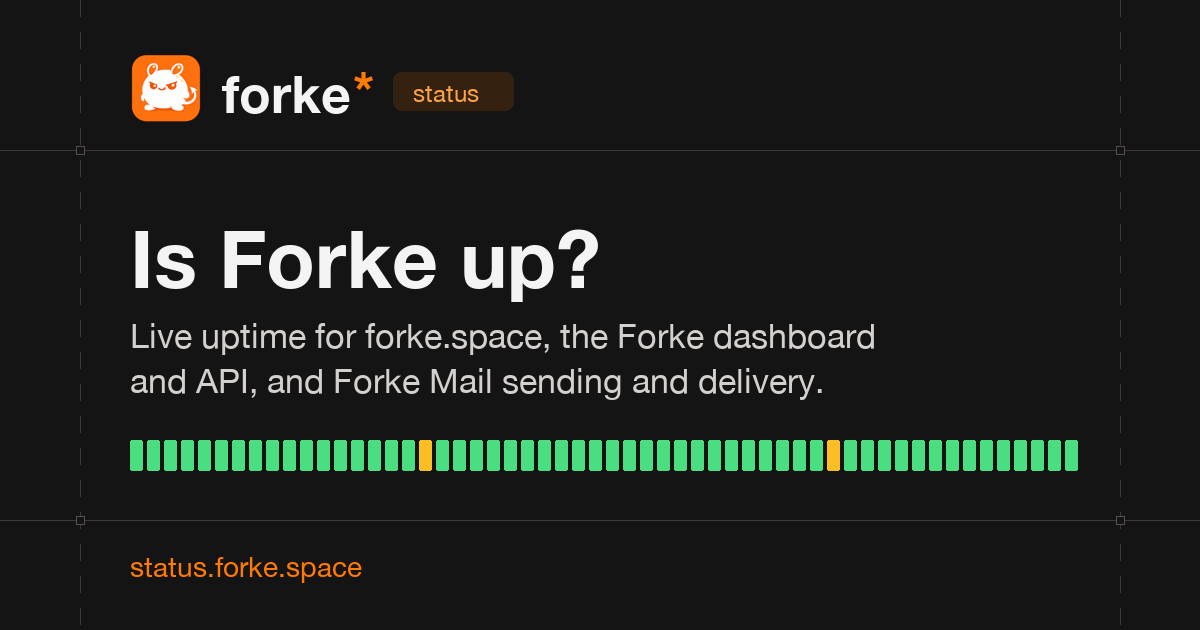 forke*
status
Is Forke up?
Live uptime for forke.space, the Forke dashboard
and API, and Forke Mail sending and delivery.
status.forke.space